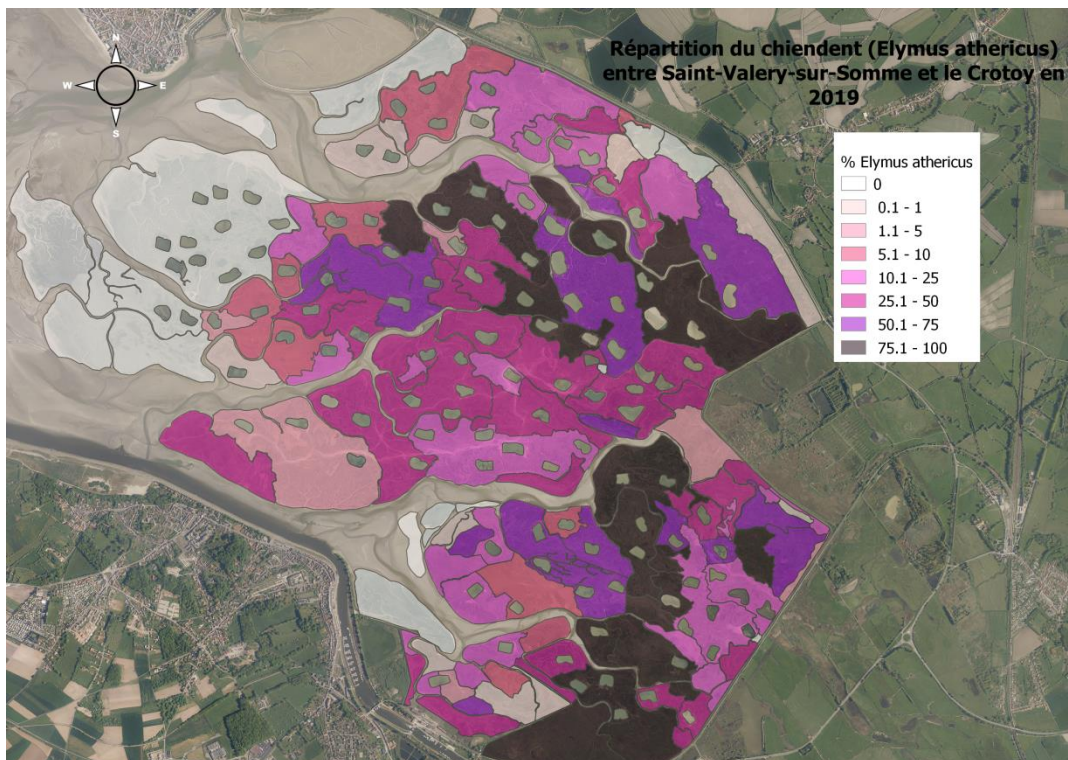 Répartition du chiendent (Elymus athericus)
entre Saint-Valery-sur-Somme et le Crotoy en
2019
N
W E
S
% Elymus athericus
0
0.1 - 1
1.1 - 5
5.1 - 10
10.1 - 25
25.1 - 50
50.1 - 75
75.1 - 100